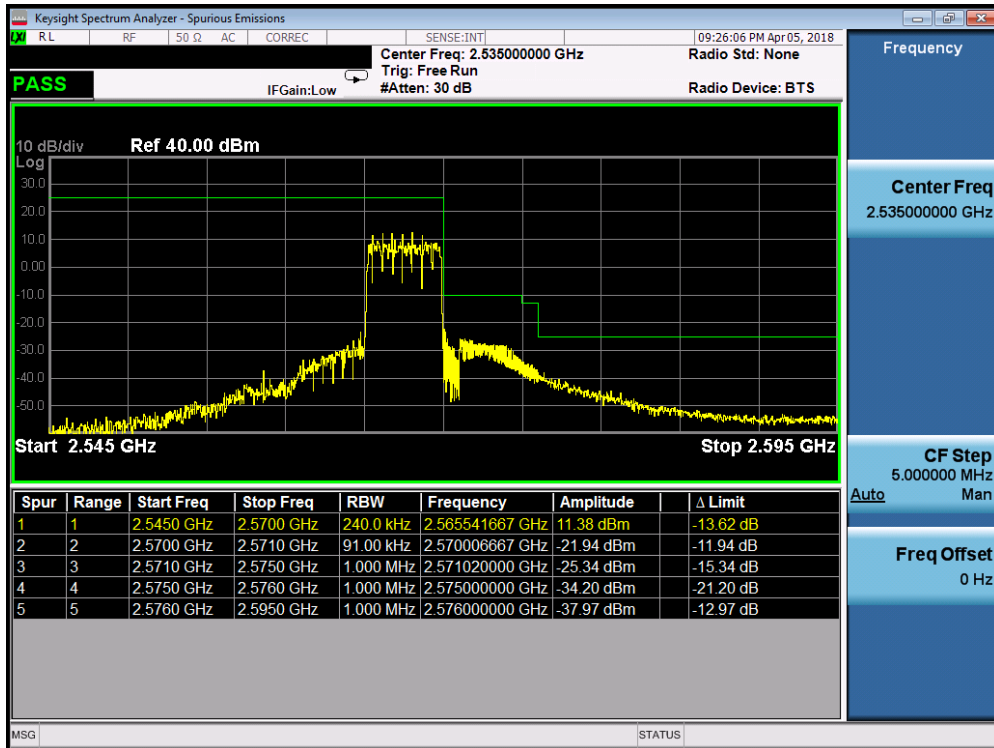 Keysight Spectrum Analyzer - Spurious Emissions
LXI RL RF 50 Ω AC CORREC SENSE:INT 09:26:06 PM Apr 05, 2018
Center Freq: 2.535000000 GHz Radio Std: None
Trig: Free Run
PASS IFGain:Low #Atten: 30 dB Radio Device: BTS
10 dB/div Ref 40.00 dBm
Log
30.0
20.0
10.0
0.00
-10.0
-20.0
-30.0
-40.0
-50.0
Start 2.545 GHz Stop 2.595 GHz
Spur Range Start Freq Stop Freq RBW Frequency Amplitude Δ Limit
1 1 2.5450 GHz 2.5700 GHz 240.0 kHz 2.565541667 GHz 11.38 dBm -13.62 dB
2 2 2.5700 GHz 2.5710 GHz 91.00 kHz 2.570006667 GHz -21.94 dBm -11.94 dB
3 3 2.5710 GHz 2.5750 GHz 1.000 MHz 2.571020000 GHz -25.34 dBm -15.34 dB
4 4 2.5750 GHz 2.5760 GHz 1.000 MHz 2.575000000 GHz -34.20 dBm -21.20 dB
5 5 2.5760 GHz 2.5950 GHz 1.000 MHz 2.576000000 GHz -37.97 dBm -12.97 dB
MSG STATUS
Frequency
Center Freq
2.535000000 GHz
CF Step
5.000000 MHz
Auto Man
Freq Offset
0 Hz